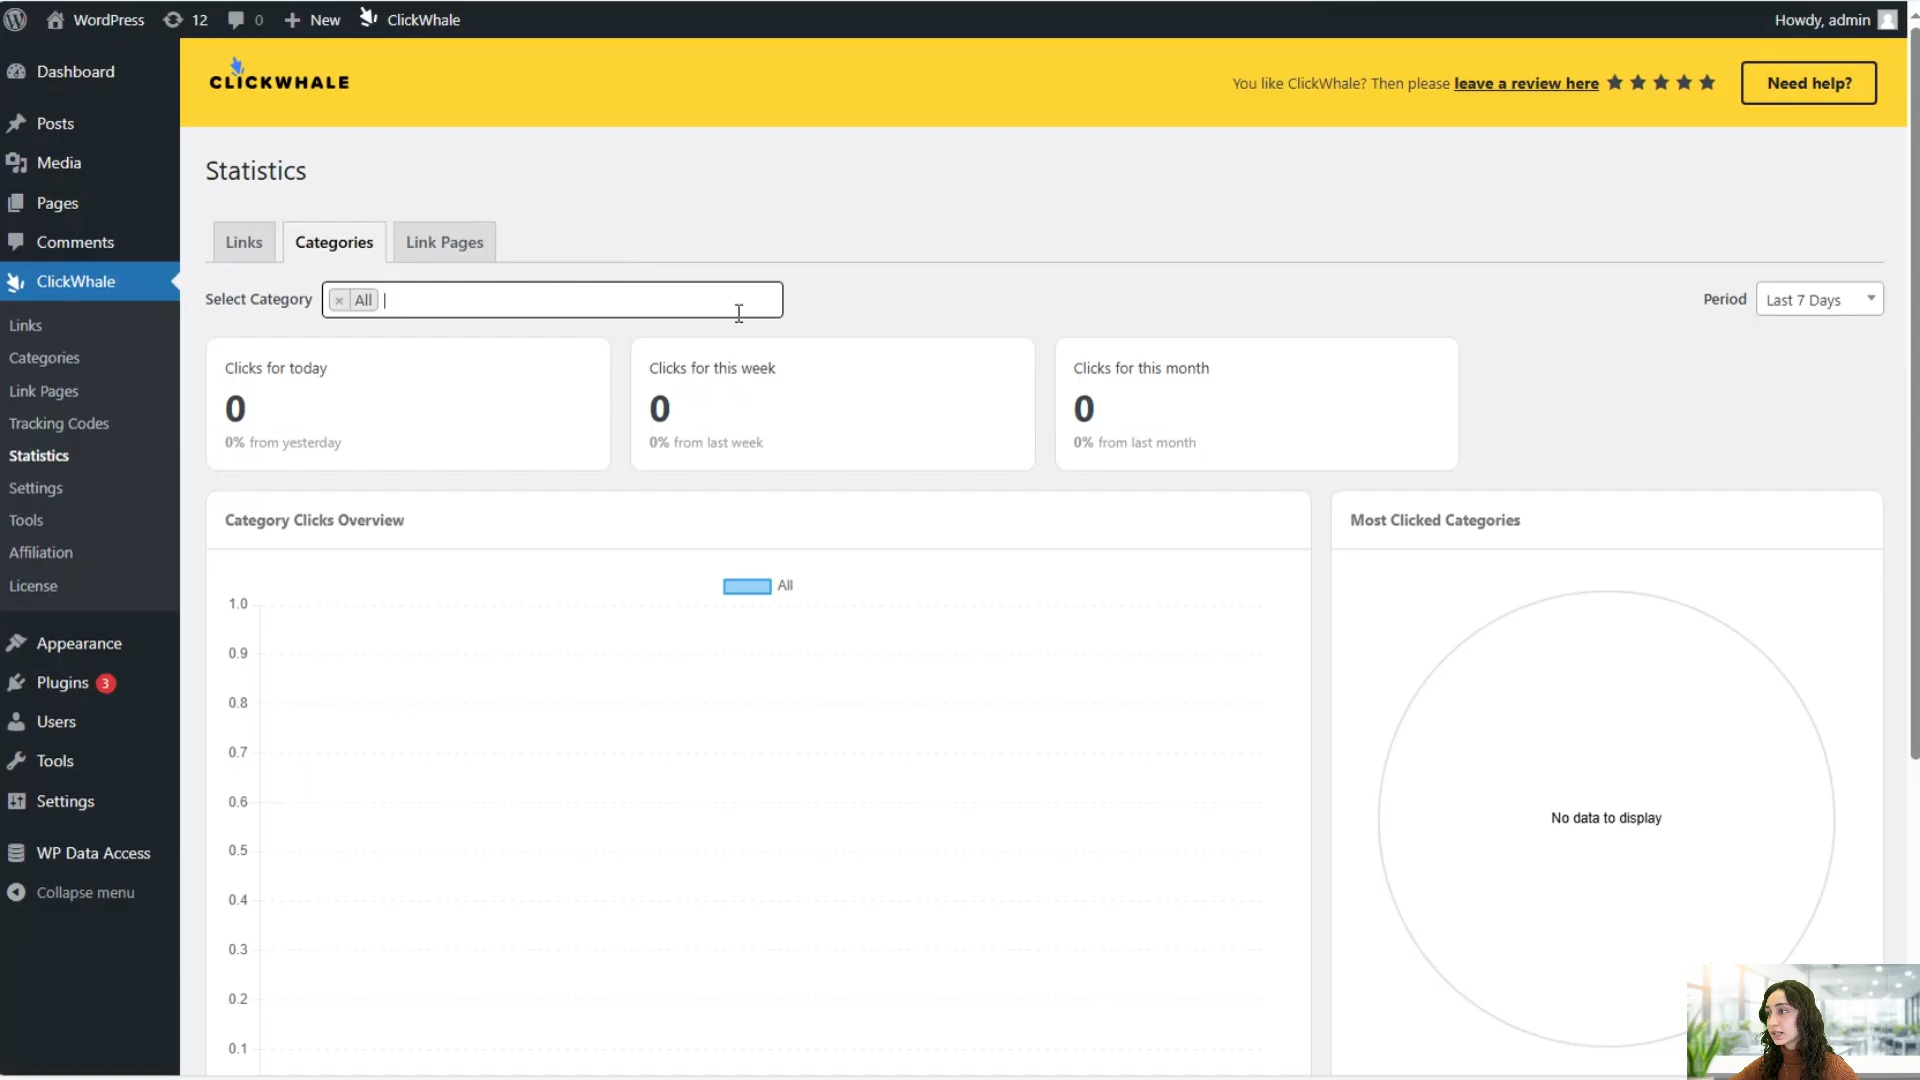 WordPress 12 0 New ClickWhale Howdy, admin
Dashboard
Posts
Media
Pages
Comments
ClickWhale
Links
Categories
Link Pages
Tracking Codes
Statistics
Settings
Tools
Affiliation
License
Appearance
Plugins 3
Users
Tools
Settings
WP Data Access
Collapse menu
CLICKWHALE
You like ClickWhale? Then please leave a review here
Need help?
Statistics
Links Categories Link Pages
Select Category × All
Period Last 7 Days
Clicks for today
0
0% from yesterday
Clicks for this week
0
0% from last week
Clicks for this month
0
0% from last month
Category Clicks Overview
All
1.0
0.9
0.8
0.7
0.6
0.5
0.4
0.3
0.2
0.1
Most Clicked Categories
No data to display